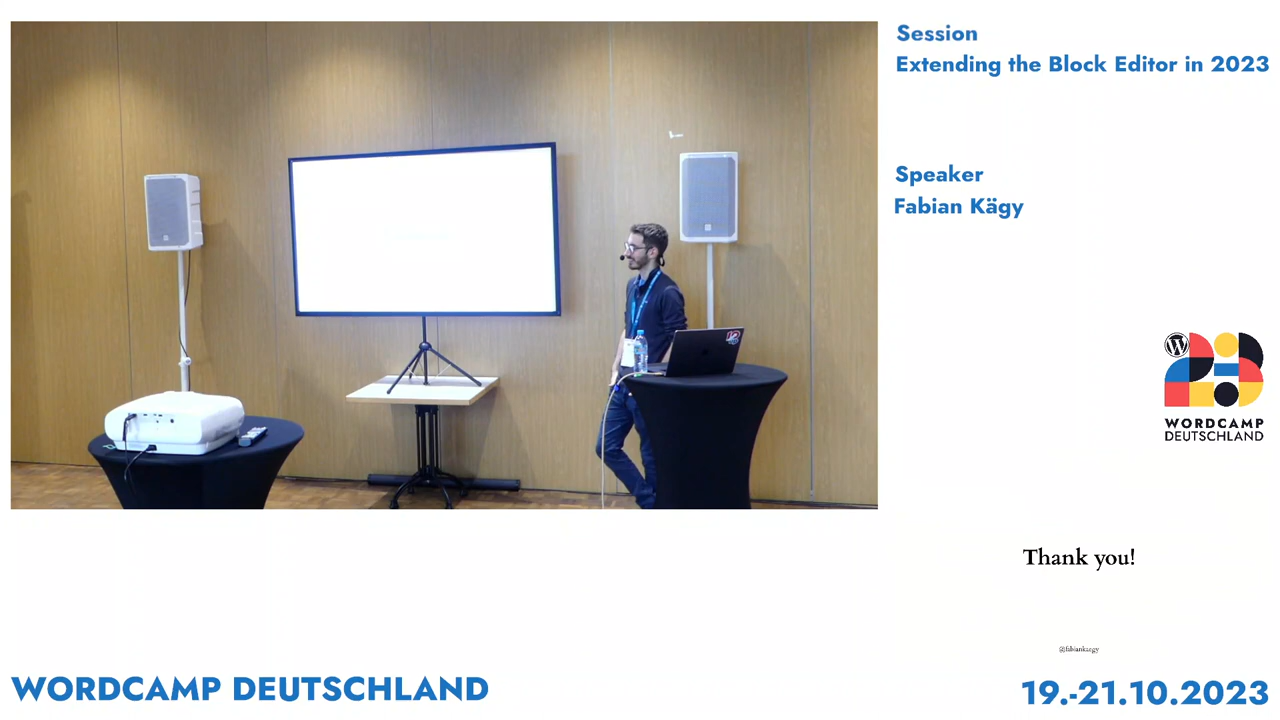 Session
Extending the Block Editor in 2023
Speaker
Fabian Kägy
WORDCAMP
DEUTSCHLAND
Thank you!
@fabiankaegy
WORDCAMP DEUTSCHLAND
19.-21.10.2023